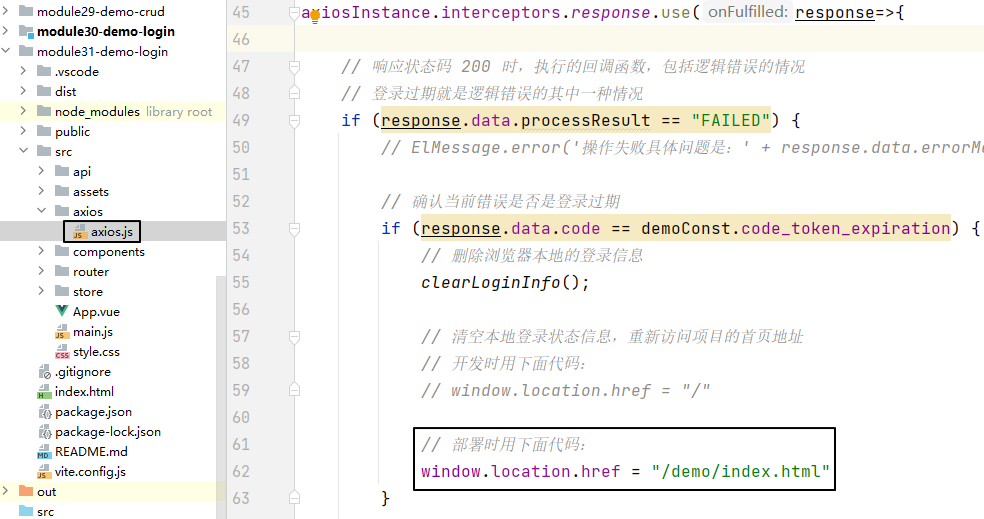 module29-demo-crud
module30-demo-login
module31-demo-login
.vscode
dist
node_modules library root
public
src
api
assets
axios
axios.js
components
router
store
App.vue
main.js
style.css
.gitignore
index.html
package.json
package-lock.json
README.md
vite.config.js
out
src
45 axiosInstance.interceptors.response.use( onFulfilled: response=>{
46
47 // 响应状态码 200 时，执行的回调函数，包括逻辑错误的情况
48 // 登录过期就是逻辑错误的其中一种情况
49 if (response.data.processResult == "FAILED") {
50 // ElMessage.error('操作失败具体问题是：' + response.data.errorMe
51
52 // 确认当前错误是否是登录过期
53 if (response.data.code == demoConst.code_token_expiration) {
54 // 删除浏览器本地的登录信息
55 clearLoginInfo();
56
57 // 清空本地登录状态信息，重新访问项目的首页地址
58 // 开发时用下面代码：
59 // window.location.href = "/"
60
61 // 部署时用下面代码：
62 window.location.href = "/demo/index.html"
63 }